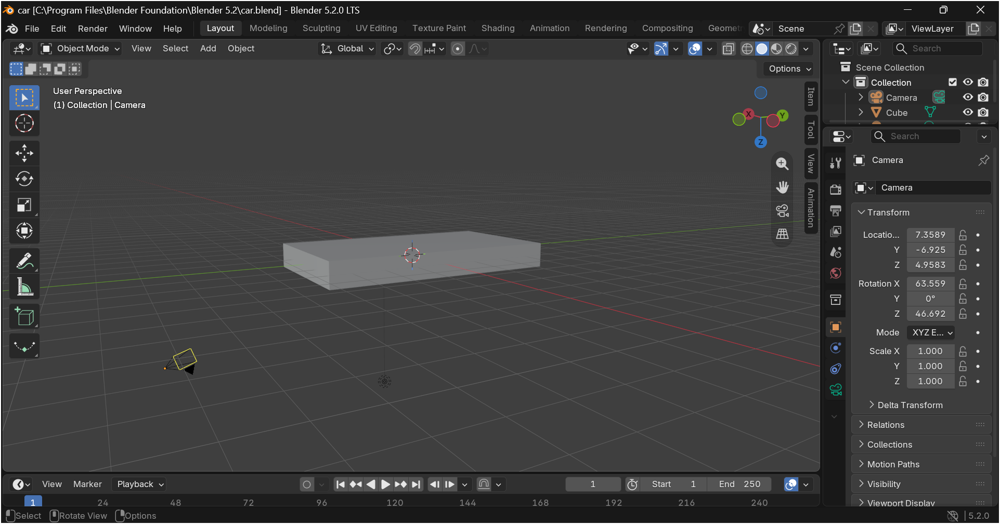 car [C:\Program Files\Blender Foundation\Blender 5.2\car.blend] - Blender 5.2.0 LTS
File Edit Render Window Help Layout Modeling Sculpting UV Editing Texture Paint Shading Animation Rendering Compositing Geomet Scene ViewLayer
Object Mode View Select Add Object Global Search
Options
Scene Collection
Collection
Camera
Cube
User Perspective
(1) Collection | Camera
X Y Z
Item
Tool
View
Animation
Search
Camera
Camera
Transform
Locatio... 7.3589
Y -6.925
Z 4.9583
Rotation X 63.559
Y 0°
Z 46.692
Mode XYZ E...
Scale X 1.000
Y 1.000
Z 1.000
Delta Transform
Relations
Collections
Motion Paths
Visibility
Viewport Display
View Marker Playback 1 Start 1 End 250
1 24 48 72 96 120 144 168 192 216 240
Select Rotate View Options 5.2.0